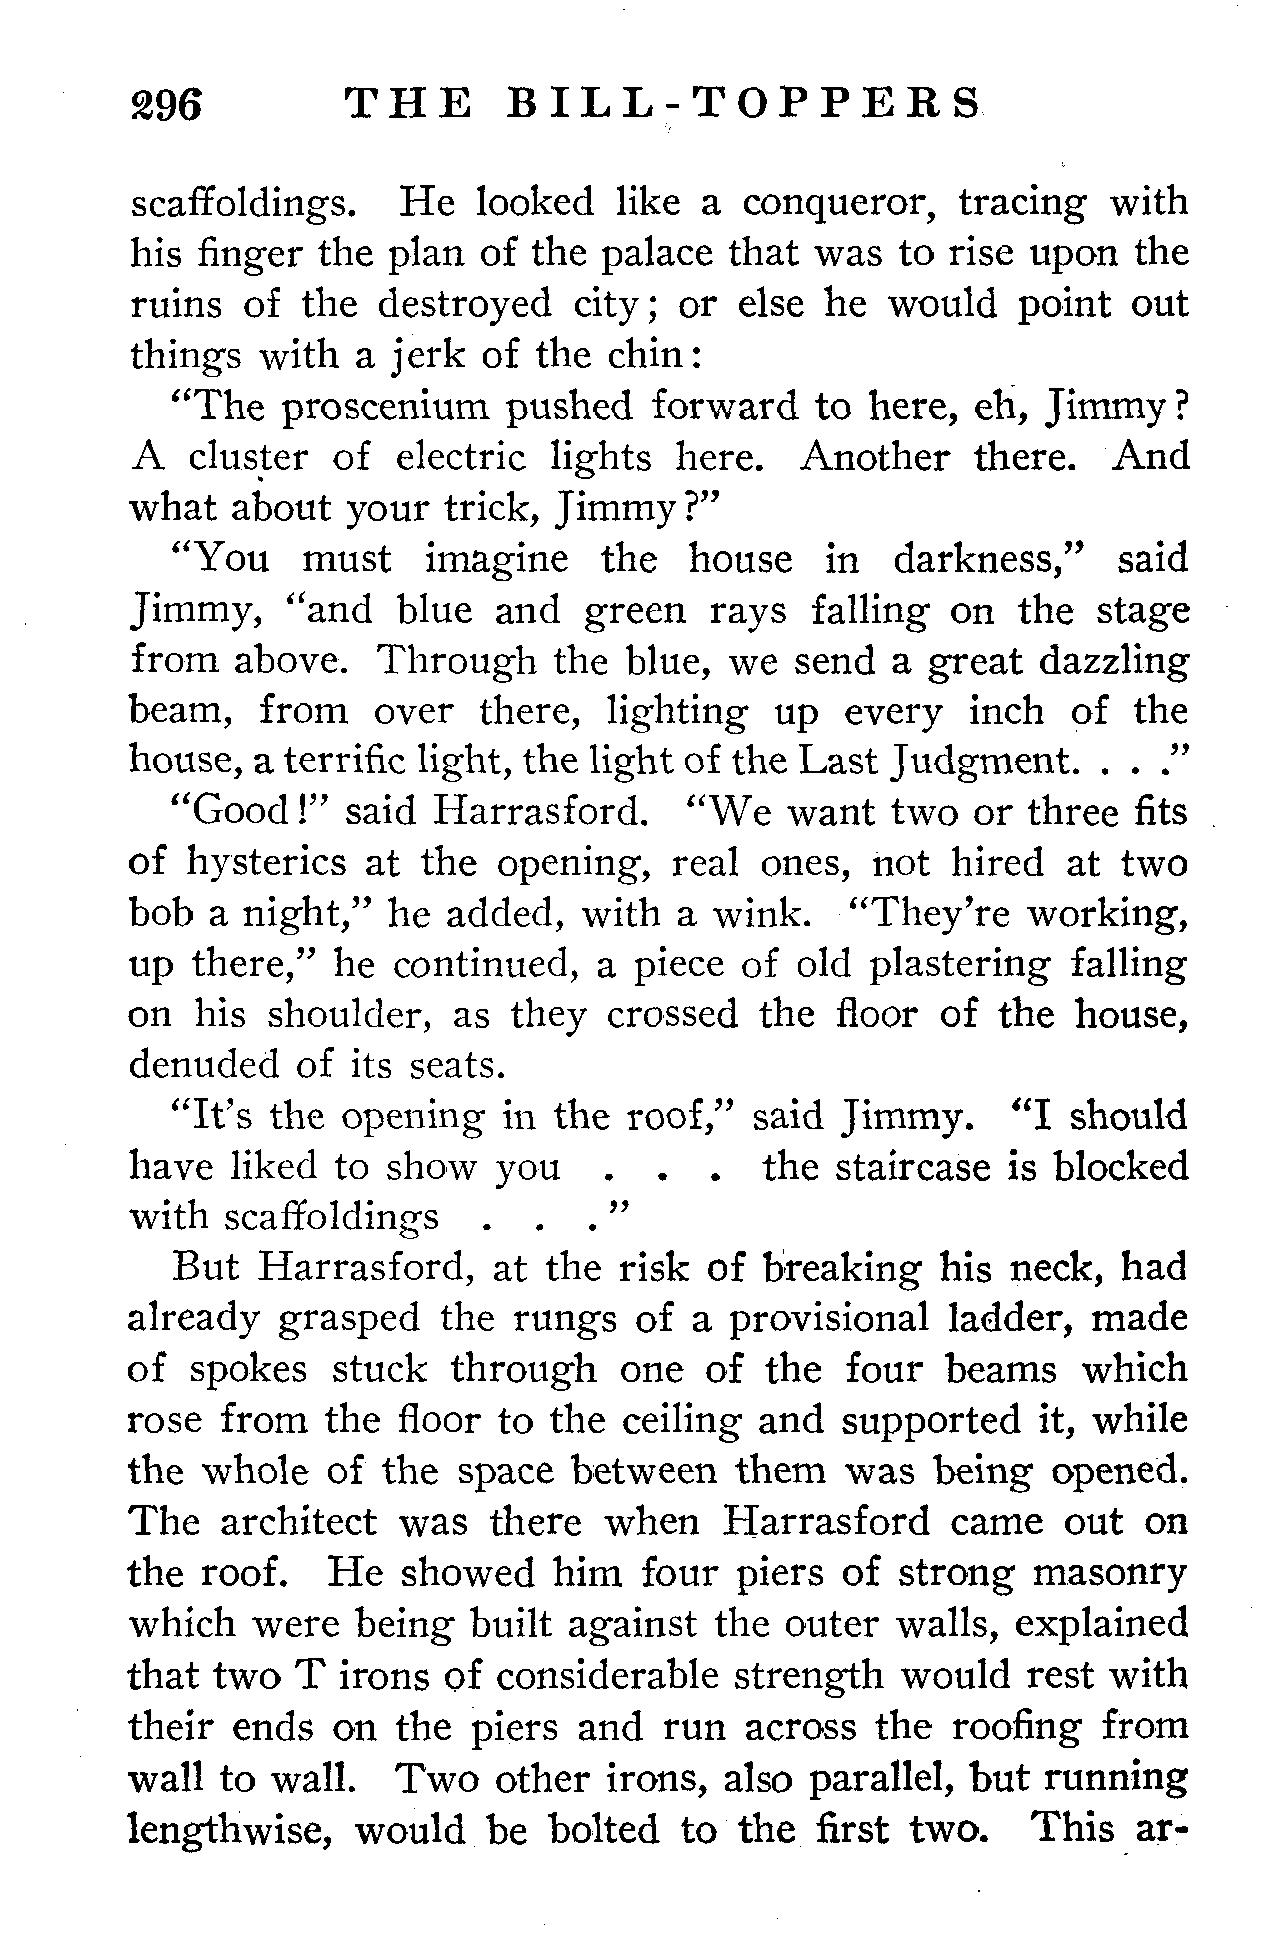 296 THE BILL-TOPPERS
scaffoldings. He looked like a conqueror, tracing with
his finger the plan of the palace that was to rise upon the
ruins of the destroyed city; or else he would point out
things with a jerk of the chin:
“The proscenium pushed forward to here, eh, Jimmy?
A cluster of electric lights here. Another there. And
what about your trick, Jimmy?”
“You must imagine the house in darkness,” said
Jimmy, “and blue and green rays falling on the stage
from above. Through the blue, we send a great dazzling
beam, from over there, lighting up every inch of the
house, a terrific light, the light of the Last Judgment. . . .”
“Good!” said Harrasford. “We want two or three fits
of hysterics at the opening, real ones, not hired at two
bob a night,” he added, with a wink. “They’re working,
up there,” he continued, a piece of old plastering falling
on his shoulder, as they crossed the floor of the house,
denuded of its seats.
“It’s the opening in the roof,” said Jimmy. “I should
have liked to show you . . . the staircase is blocked
with scaffoldings . . .”
But Harrasford, at the risk of breaking his neck, had
already grasped the rungs of a provisional ladder, made
of spokes stuck through one of the four beams which
rose from the floor to the ceiling and supported it, while
the whole of the space between them was being opened.
The architect was there when Harrasford came out on
the roof. He showed him four piers of strong masonry
which were being built against the outer walls, explained
that two T irons of considerable strength would rest with
their ends on the piers and run across the roofing from
wall to wall. Two other irons, also parallel, but running
lengthwise, would be bolted to the first two. This ar-